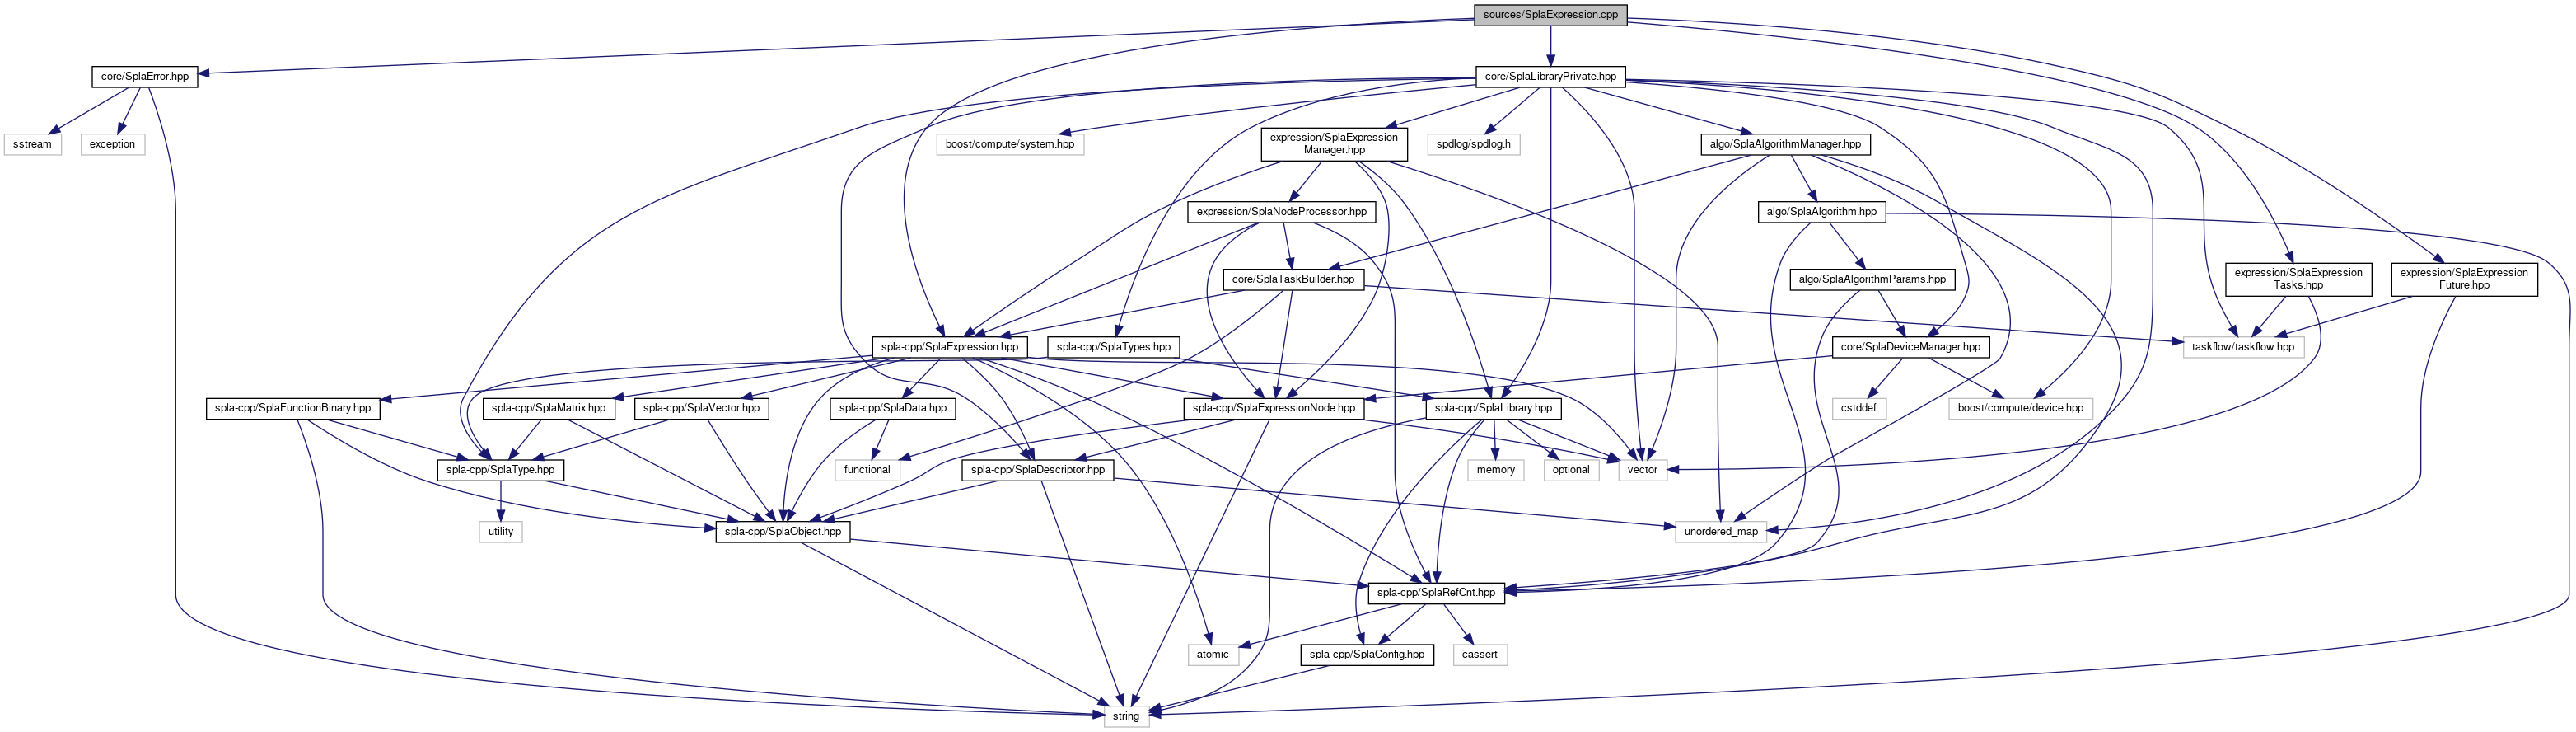 sources/SplaExpression.cpp
core/SplaError.hpp
core/SplaLibraryPrivate.hpp
sstream
exception
boost/compute/system.hpp
expression/SplaExpression
Manager.hpp
spdlog/spdlog.h
algo/SplaAlgorithmManager.hpp
expression/SplaNodeProcessor.hpp
algo/SplaAlgorithm.hpp
core/SplaTaskBuilder.hpp
algo/SplaAlgorithmParams.hpp
expression/SplaExpression
Tasks.hpp
expression/SplaExpression
Future.hpp
spla-cpp/SplaExpression.hpp
spla-cpp/SplaTypes.hpp
core/SplaDeviceManager.hpp
taskflow/taskflow.hpp
spla-cpp/SplaFunctionBinary.hpp
spla-cpp/SplaMatrix.hpp
spla-cpp/SplaVector.hpp
spla-cpp/SplaData.hpp
spla-cpp/SplaExpressionNode.hpp
spla-cpp/SplaLibrary.hpp
cstddef
boost/compute/device.hpp
spla-cpp/SplaType.hpp
functional
spla-cpp/SplaDescriptor.hpp
memory
optional
vector
utility
spla-cpp/SplaObject.hpp
unordered_map
spla-cpp/SplaRefCnt.hpp
atomic
spla-cpp/SplaConfig.hpp
cassert
string